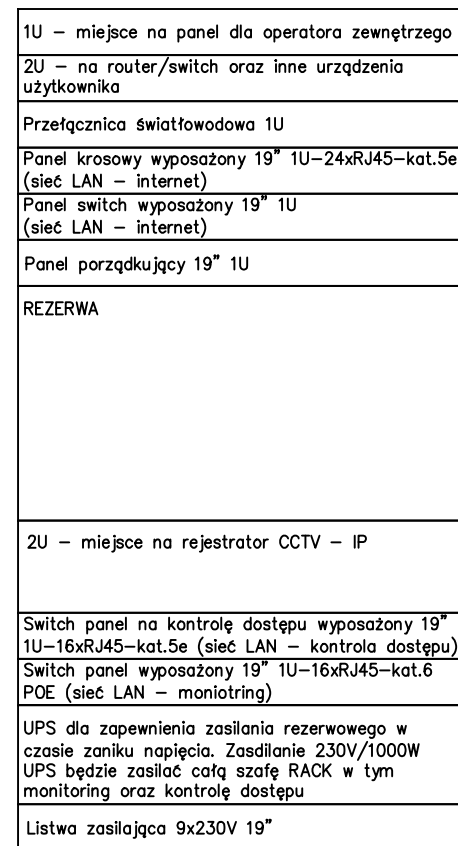 1U – miejsce na panel dla operatora zewnętrzego
2U – na router/switch oraz inne urządzenia
użytkownika
Przełącznica światłowodowa 1U
Panel krosowy wyposażony 19" 1U–24xRJ45–kat.5e
(sieć LAN – internet)
Panel switch wyposażony 19" 1U
(sieć LAN – internet)
Panel porządkujący 19" 1U
REZERWA
2U – miejsce na rejestrator CCTV – IP
Switch panel na kontrolę dostępu wyposażony 19"
1U–16xRJ45–kat.5e (sieć LAN – kontrola dostępu)
Switch panel wyposażony 19" 1U–16xRJ45–kat.6
POE (sieć LAN – moniotring)
UPS dla zapewnienia zasilania rezerwowego w
czasie zaniku napięcia. Zasdilanie 230V/1000W
UPS będzie zasilać całą szafę RACK w tym
monitoring oraz kontrolę dostępu
Listwa zasilająca 9x230V 19"